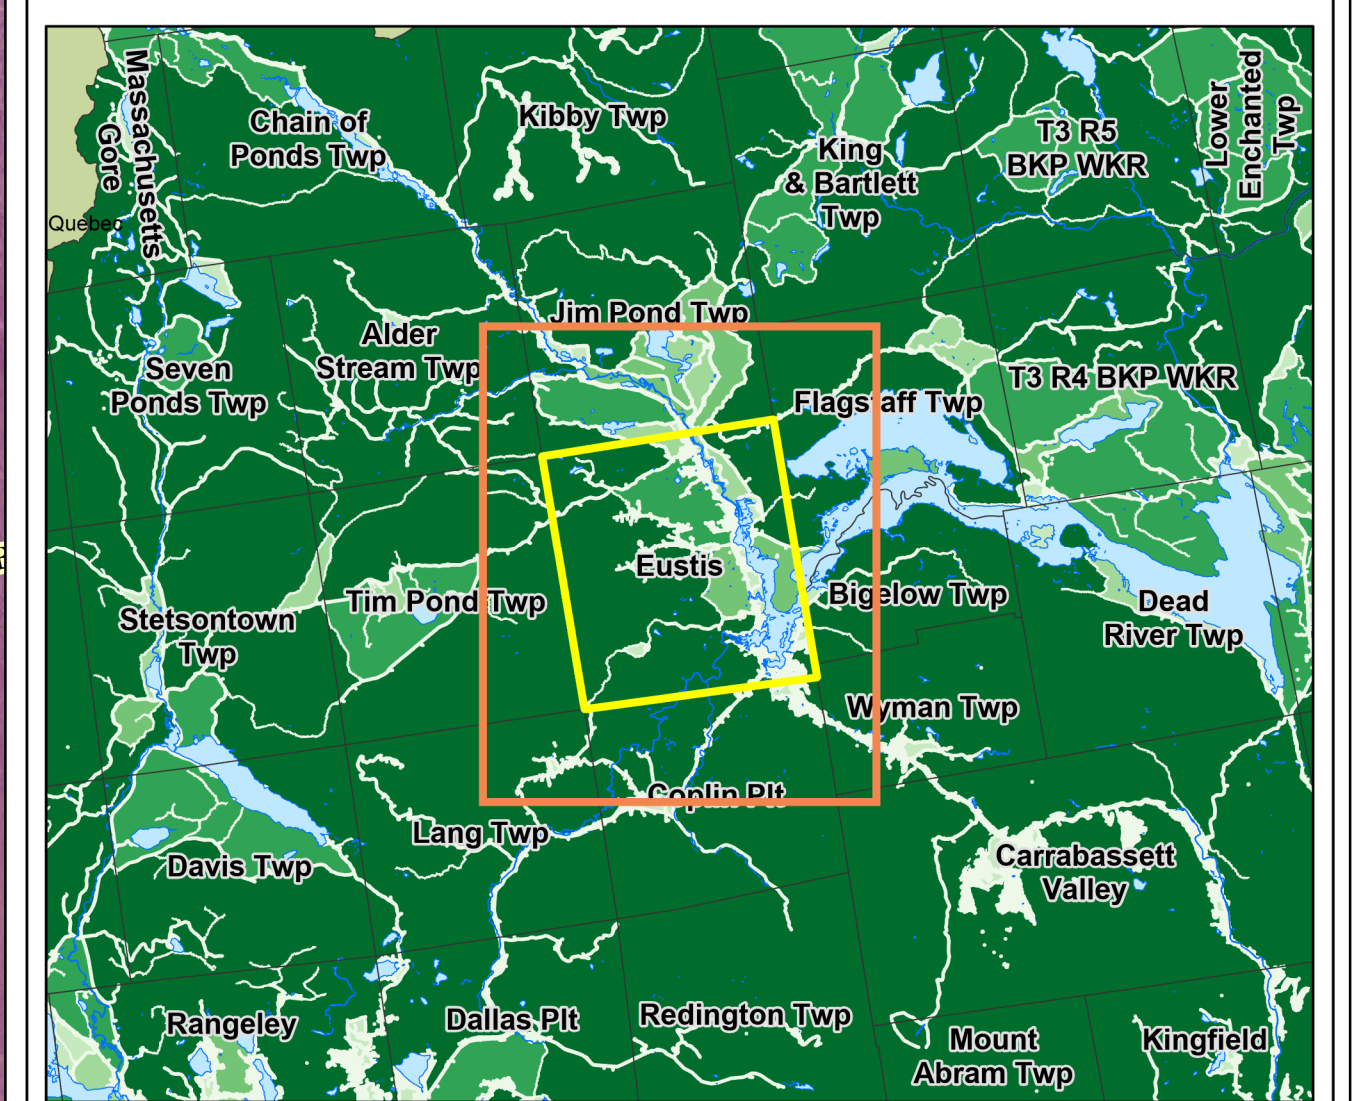 Massachusetts
Gore
Chain of
Ponds Twp
Kibby Twp
King
& Bartlett
Twp
T3 R5
BKP WKR
Lower
Enchanted
Twp
Quebec
Jim Pond Twp
Alder
Stream Twp
Seven
Ponds Twp
Flagstaff Twp
T3 R4 BKP WKR
Eustis
Tim Pond Twp
Bigelow Twp
Dead
River Twp
Stetsontown
Twp
Wyman Twp
Coplin Plt
Lang Twp
Davis Twp
Carrabassett
Valley
Rangeley
Dallas Plt
Redington Twp
Mount
Abram Twp
Kingfield